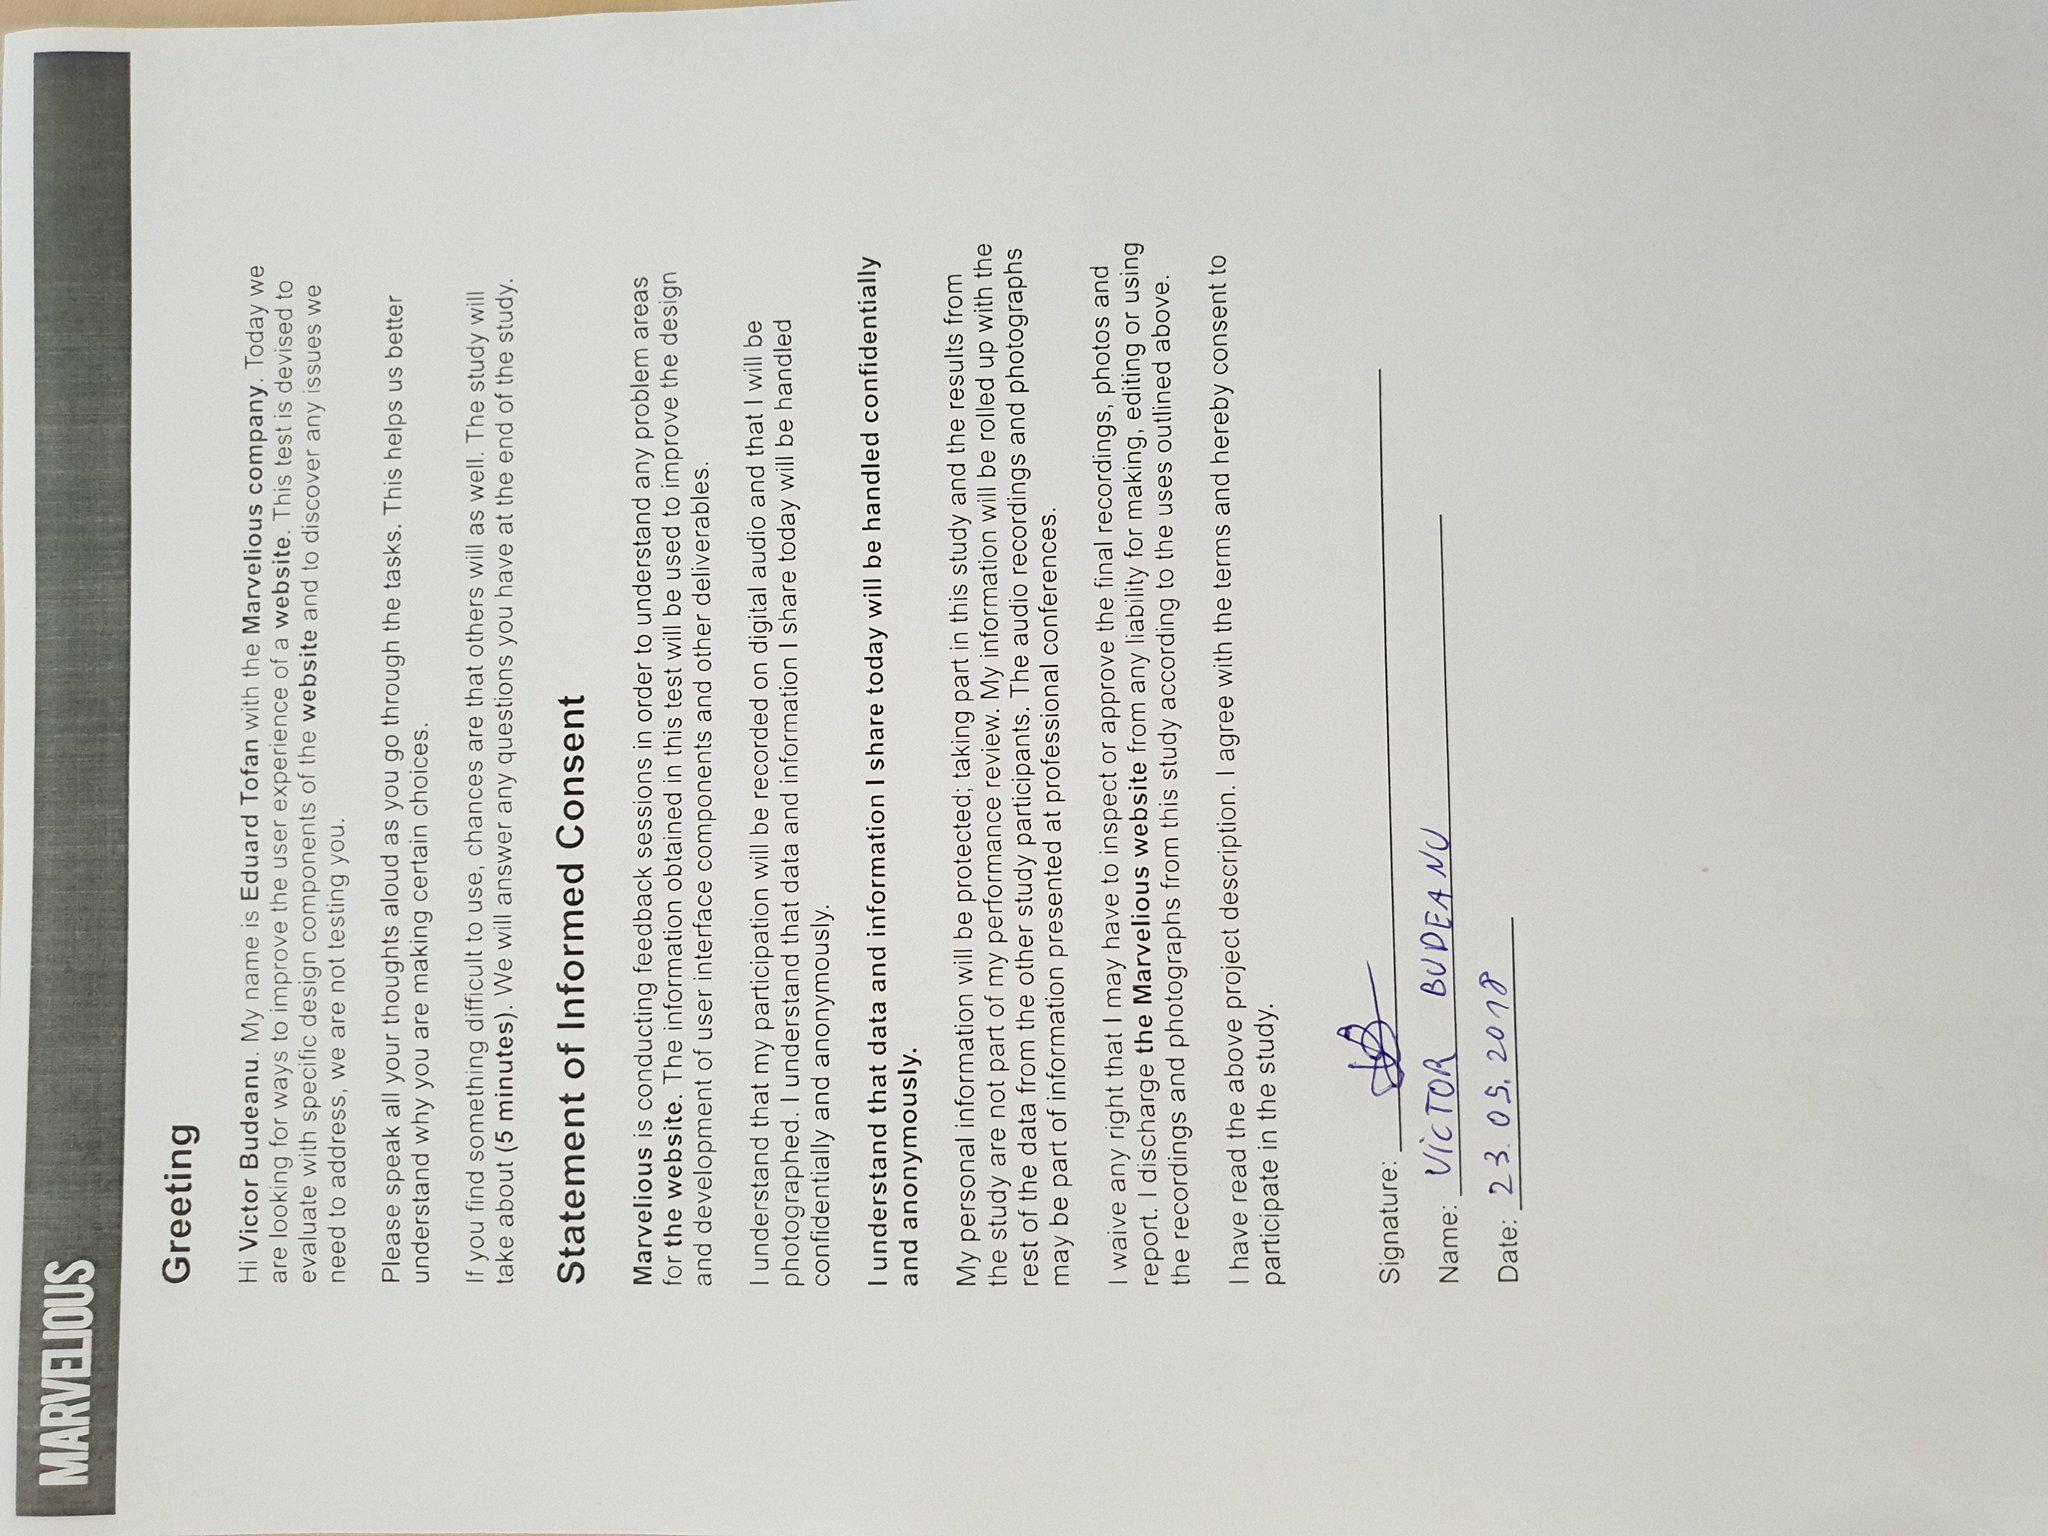 MARVELIOUS
Greeting
Hi Victor Budeanu. My name is Eduard Tofan with the Marvelious company. Today we
are looking for ways to improve the user experience of a website. This test is devised to
evaluate with specific design components of the website and to discover any issues we
need to address, we are not testing you.
Please speak all your thoughts aloud as you go through the tasks. This helps us better
understand why you are making certain choices.
If you find something difficult to use, chances are that others will as well. The study will
take about (5 minutes). We will answer any questions you have at the end of the study.
Statement of Informed Consent
Marvelious is conducting feedback sessions in order to understand any problem areas
for the website. The information obtained in this test will be used to improve the design
and development of user interface components and other deliverables.
I understand that my participation will be recorded on digital audio and that I will be
photographed. I understand that data and information I share today will be handled
confidentially and anonymously.
I understand that data and information I share today will be handled confidentially
and anonymously.
My personal information will be protected; taking part in this study and the results from
the study are not part of my performance review. My information will be rolled up with the
rest of the data from the other study participants. The audio recordings and photographs
may be part of information presented at professional conferences.
I waive any right that I may have to inspect or approve the final recordings, photos and
report. I discharge the Marvelious website from any liability for making, editing or using
the recordings and photographs from this study according to the uses outlined above.
I have read the above project description. I agree with the terms and hereby consent to
participate in the study.
Signature:
Name: VICTOR BUDEANU
Date: 23.05.2018